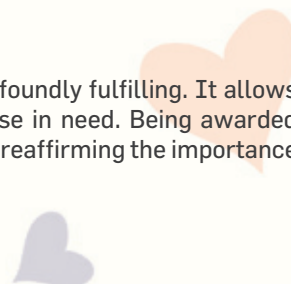 foundly fulfilling. It allows
se in need. Being awarded
reaffirming the importance